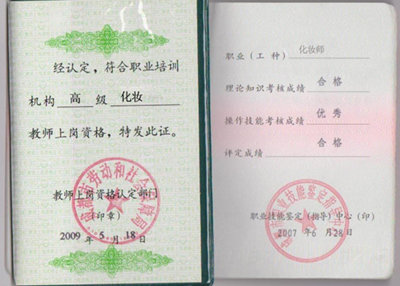 经认定，符合职业培训
机构 高 级 化妆
教师上岗资格，特发此证。
教师上岗资格认定部门
（印章）
2009 年 5 月 18 日
职业（工 种） 化妆师
理论知识考核成绩 合格
操作技能考核成绩 优秀
评定成绩 合格
职业技能鉴定（指导）中心（印）
2007 年 6 月 28 日